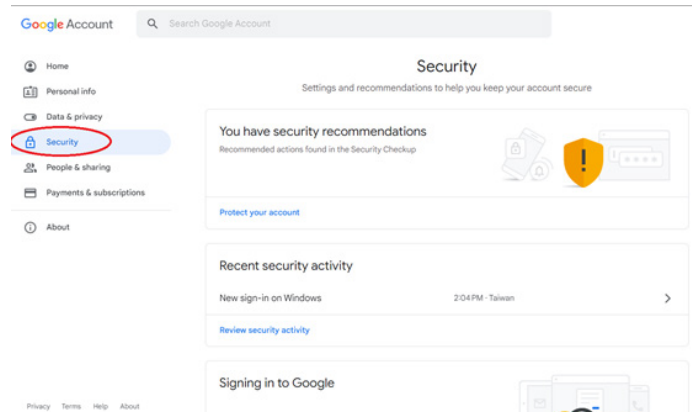 Google Account
Search Google Account
Home
Personal info
Data & privacy
Security
People & sharing
Payments & subscriptions
About
Security
Settings and recommendations to help you keep your account secure
You have security recommendations
Recommended actions found in the Security Checkup
Protect your account
Recent security activity
New sign-in on Windows 2:04 PM · Taiwan
Review security activity
Signing in to Google
Privacy Terms Help About